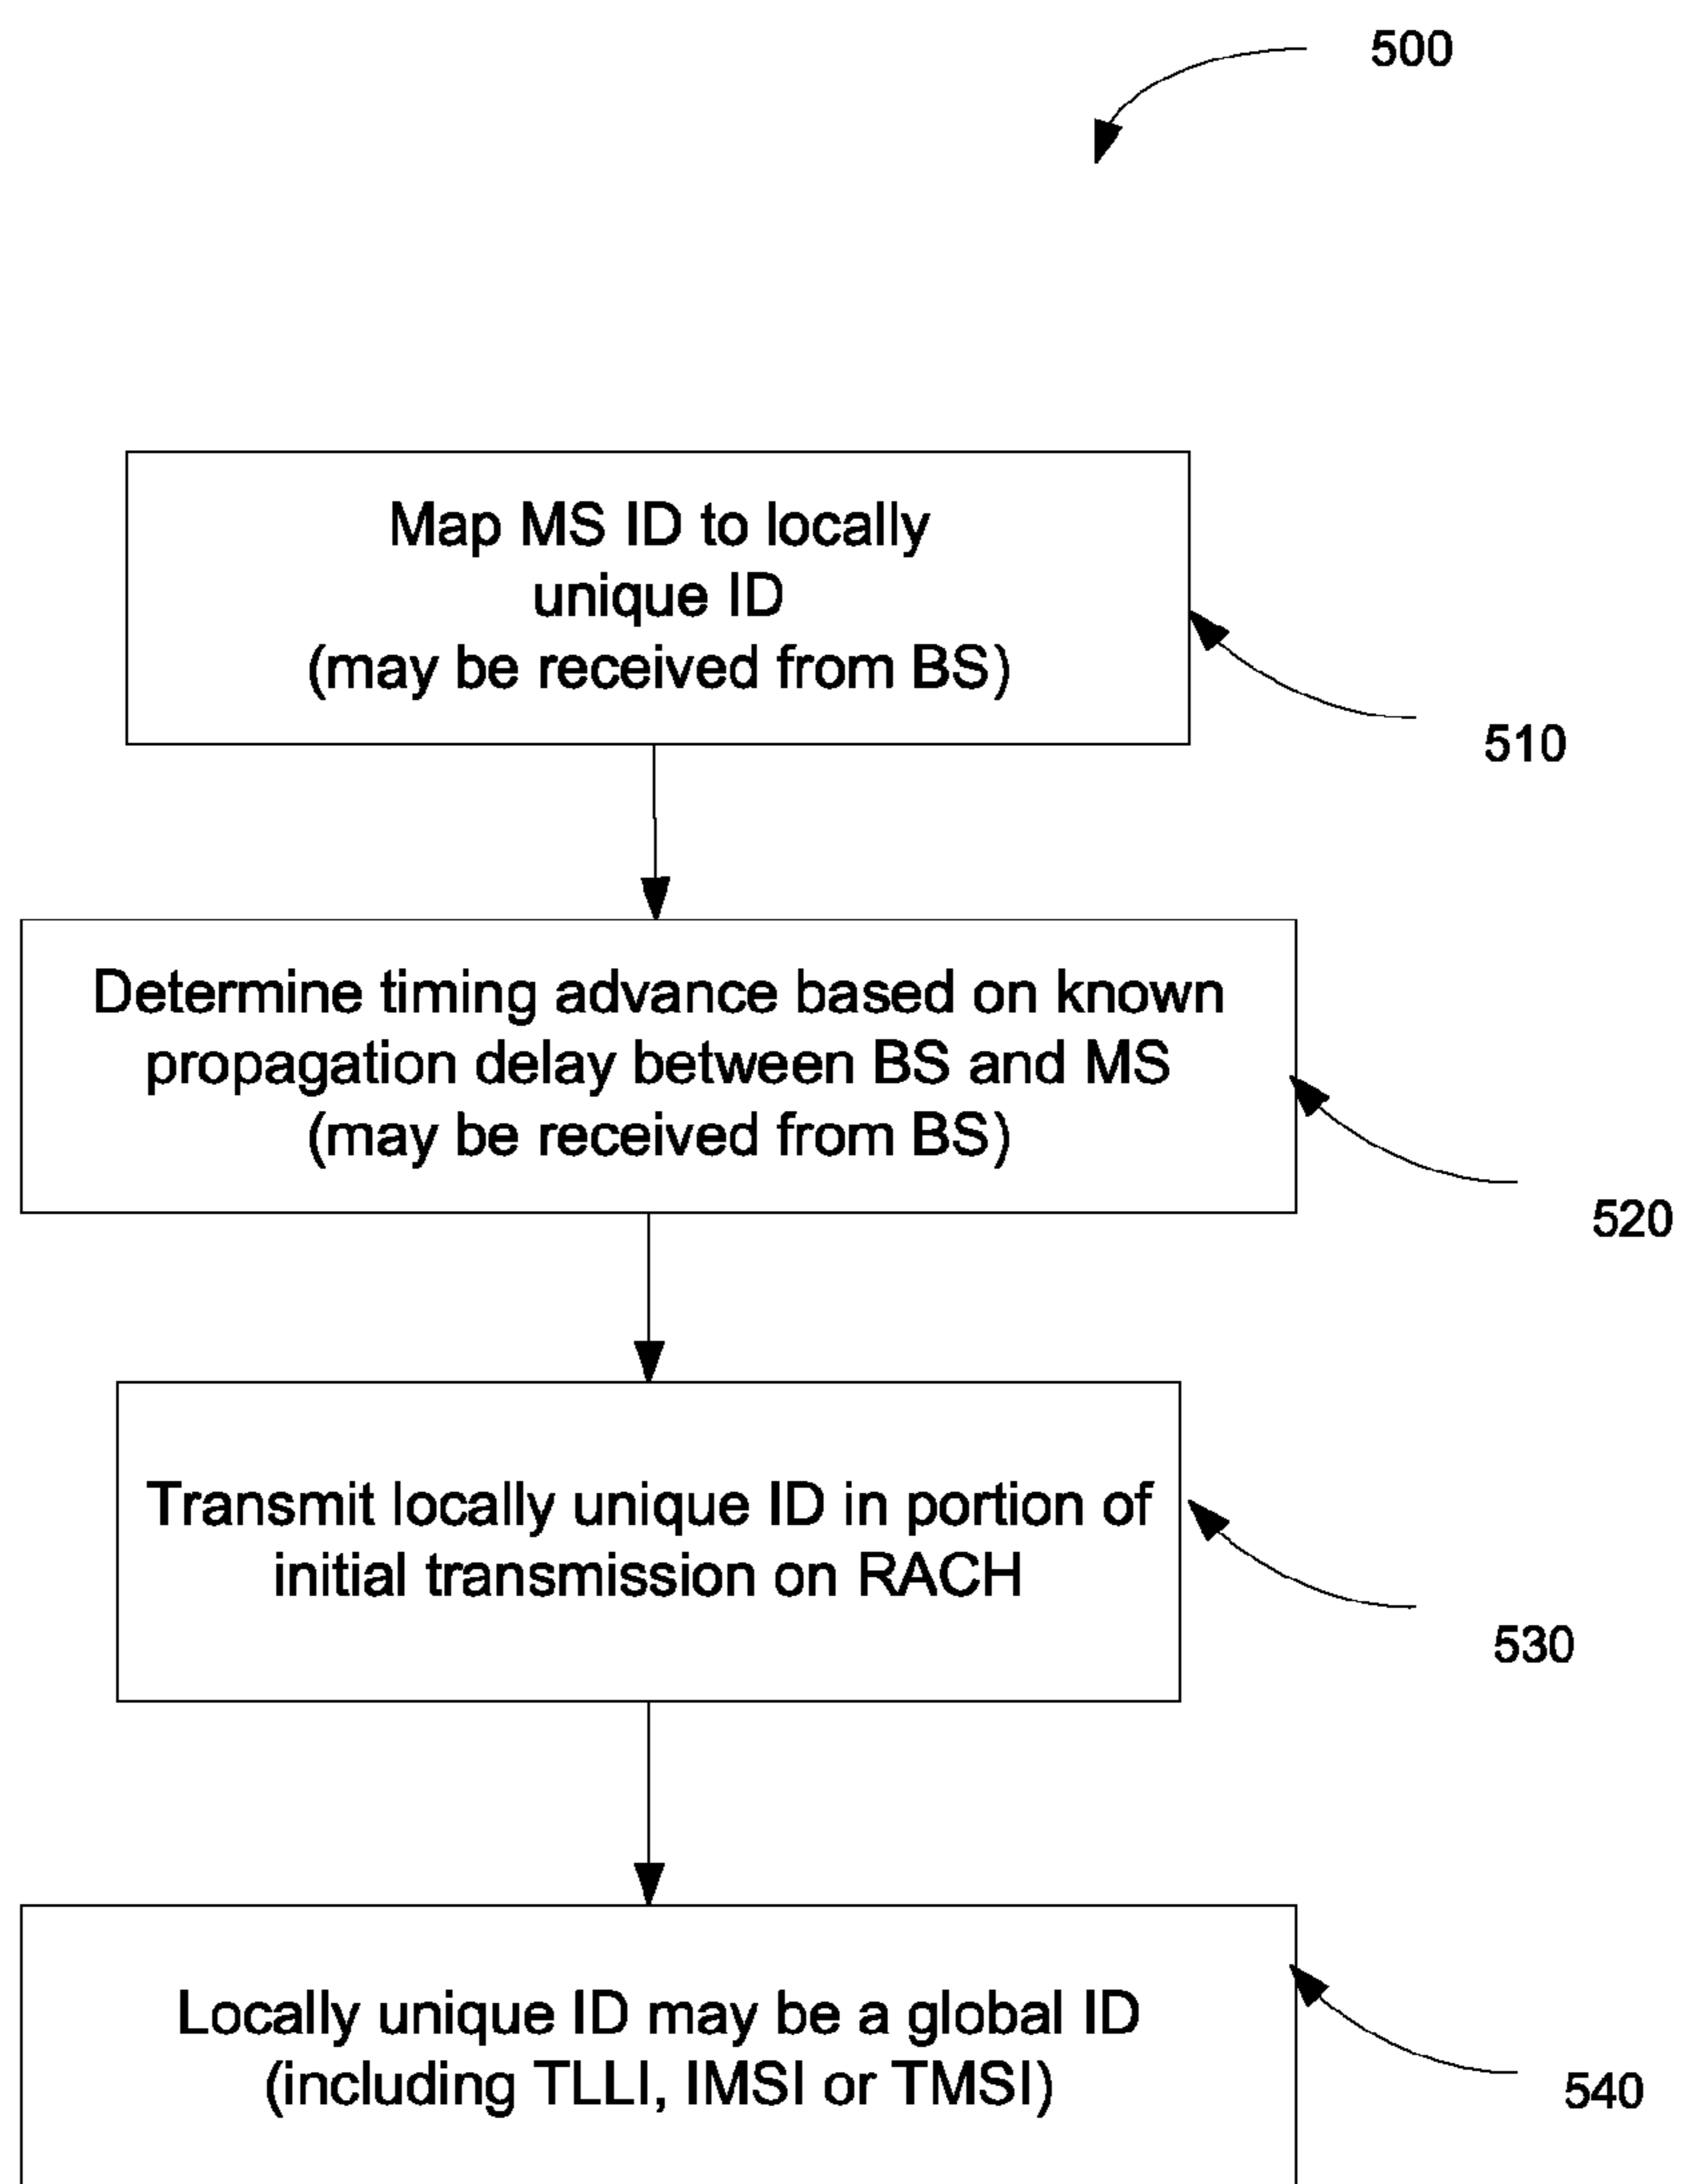 500
Map MS ID to locally
unique ID
(may be received from BS)
510
Determine timing advance based on known
propagation delay between BS and MS
(may be received from BS)
520
Transmit locally unique ID in portion of
initial transmission on RACH
530
Locally unique ID may be a global ID
(including TLLI, IMSI or TMSI)
540